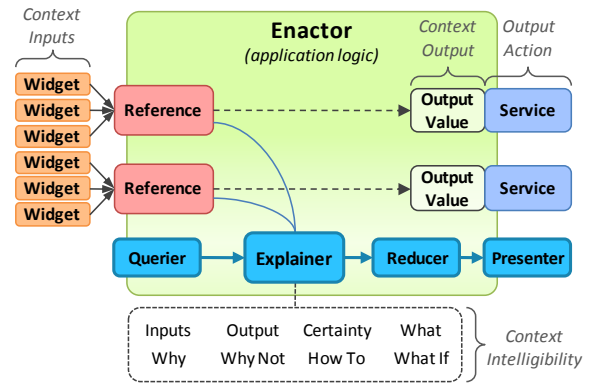 Context
Inputs
Enactor
(application logic)
Context
Output
Output
Action
Widget
Widget
Widget
Reference
Output
Value
Service
Widget
Widget
Widget
Reference
Output
Value
Service
Querier
Explainer
Reducer
Presenter
Inputs Output Certainty What
Why Why Not How To What If
Context
Intelligibility